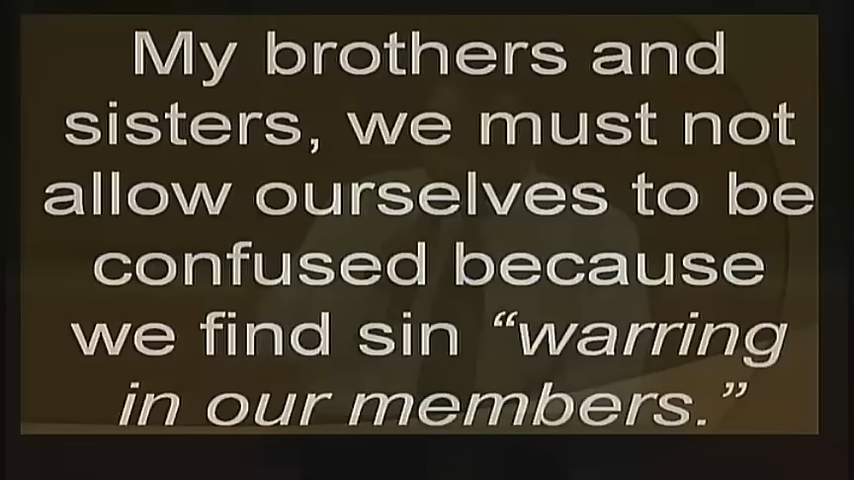 My brothers and
sisters, we must not
allow ourselves to be
confused because
we find sin “warring
in our members.”